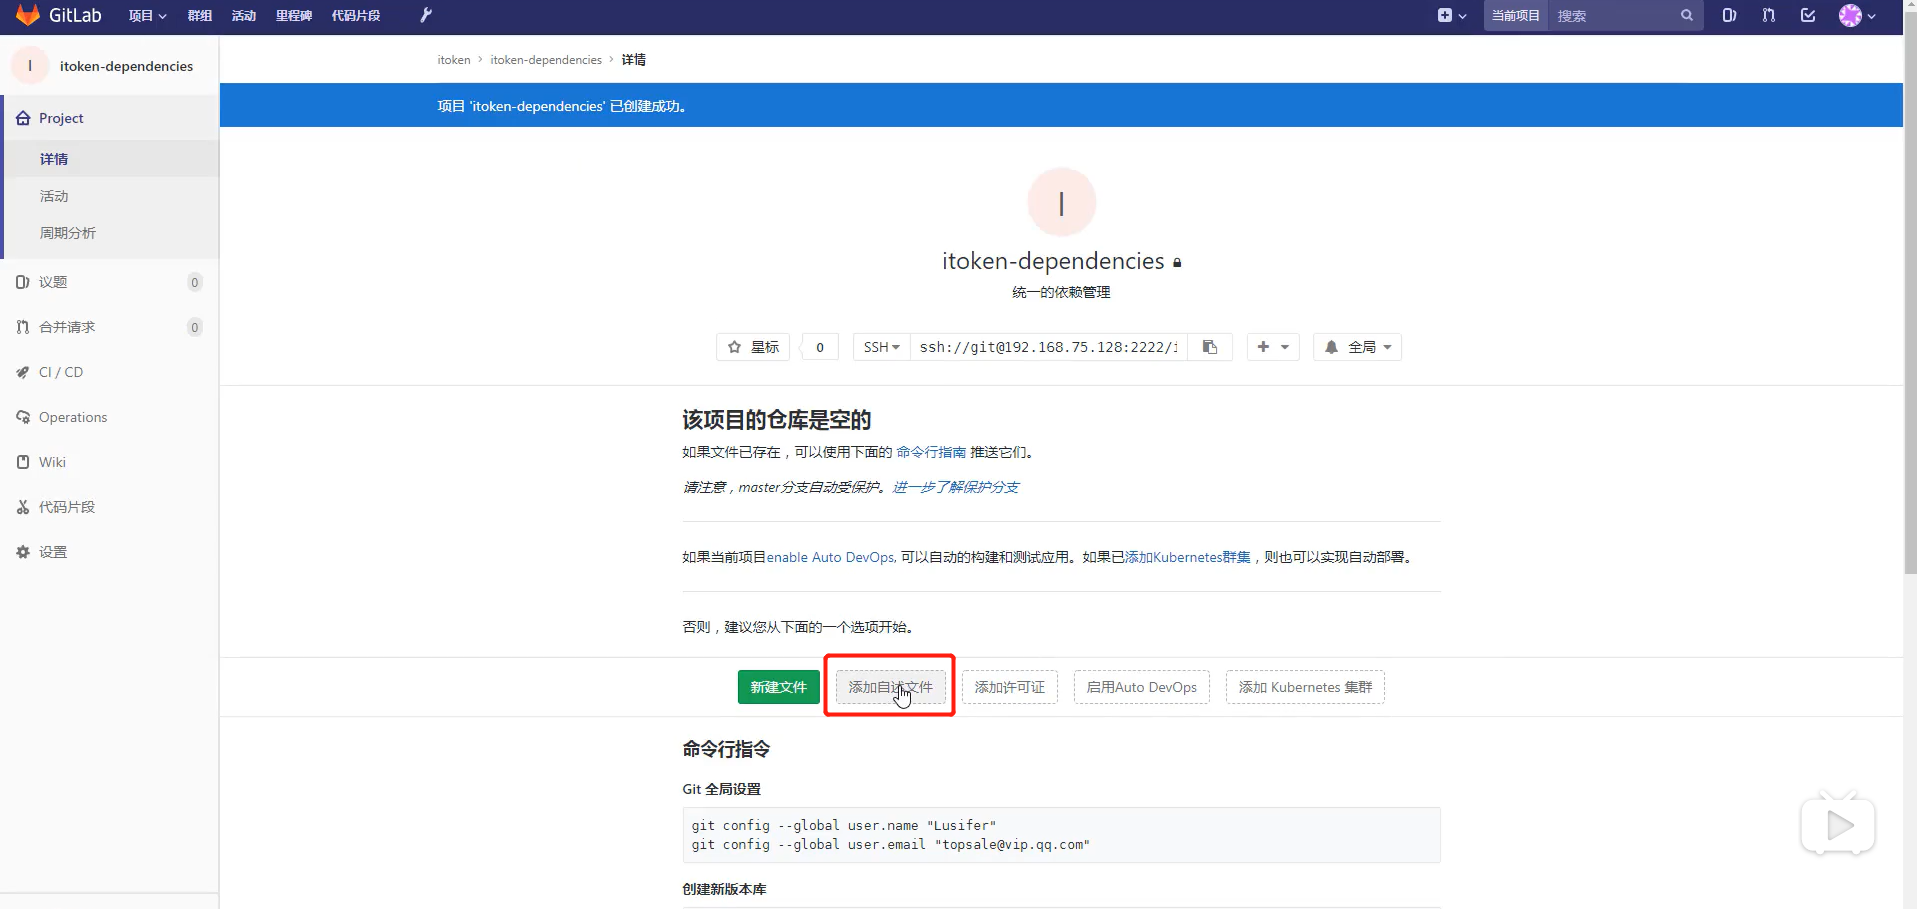 GitLab 项目 群组 活动 里程碑 代码片段 当前项目 搜索
I itoken-dependencies
Project
详情
活动
周期分析
议题 0
合并请求 0
CI / CD
Operations
Wiki
代码片段
设置
itoken › itoken-dependencies › 详情
项目 'itoken-dependencies' 已创建成功。
I
itoken-dependencies
统一的依赖管理
星标 0 SSH ssh://git@192.168.75.128:2222/i 全局
该项目的仓库是空的
如果文件已存在，可以使用下面的 命令行指南 推送它们。
请注意，master分支自动受保护。进一步了解保护分支
如果当前项目enable Auto DevOps, 可以自动的构建和测试应用。如果已添加Kubernetes群集，则也可以实现自动部署。
否则，建议您从下面的一个选项开始。
新建文件 添加自述文件 添加许可证 启用Auto DevOps 添加 Kubernetes 集群
命令行指令
Git 全局设置
git config --global user.name "Lusifer"
git config --global user.email "topsale@vip.qq.com"
创建新版本库